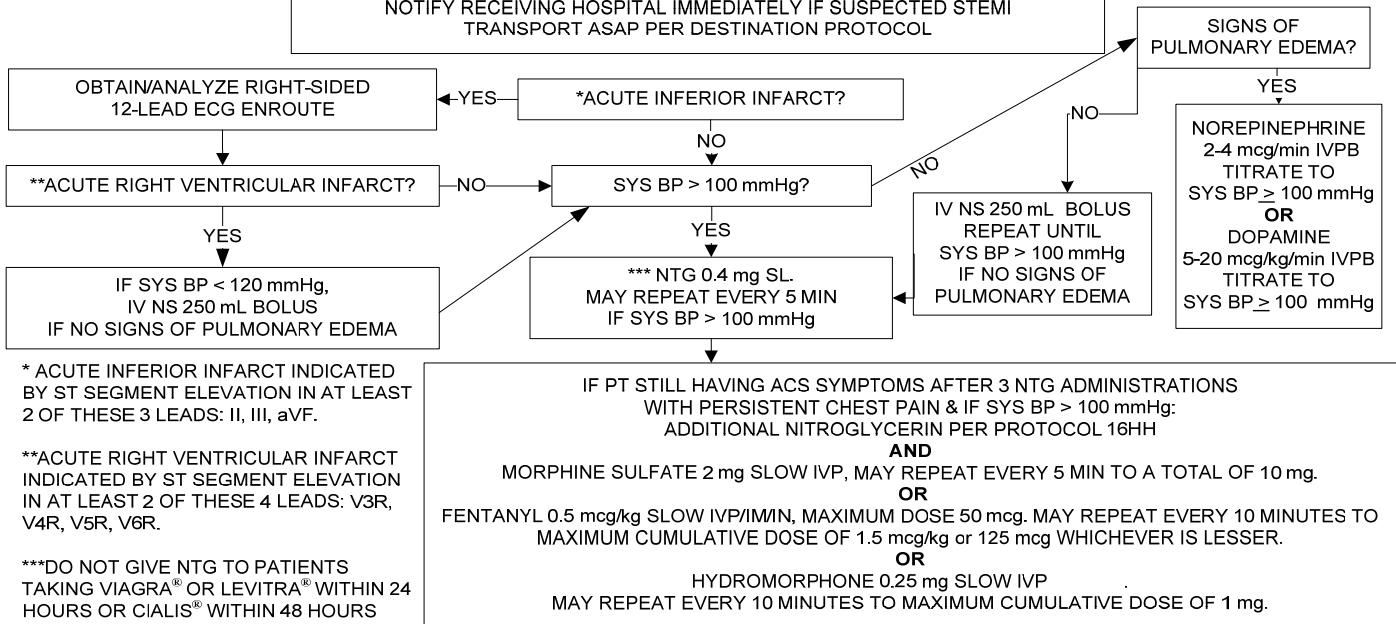 NOTIFY RECEIVING HOSPITAL IMMEDIATELY IF SUSPECTED STEMI
TRANSPORT ASAP PER DESTINATION PROTOCOL
SIGNS OF
PULMONARY EDEMA?
YES
NO
NOREPINEPHRINE
2-4 mcg/min IVPB
TITRATE TO
SYS BP ≥ 100 mmHg
OR
DOPAMINE
5-20 mcg/kg/min IVPB
TITRATE TO
SYS BP ≥ 100 mmHg
OBTAIN/ANALYZE RIGHT-SIDED
12-LEAD ECG ENROUTE
YES
*ACUTE INFERIOR INFARCT?
NO
**ACUTE RIGHT VENTRICULAR INFARCT?
NO
SYS BP > 100 mmHg?
NO
YES
YES
IV NS 250 mL BOLUS
REPEAT UNTIL
SYS BP > 100 mmHg
IF NO SIGNS OF
PULMONARY EDEMA
IF SYS BP < 120 mmHg,
IV NS 250 mL BOLUS
IF NO SIGNS OF PULMONARY EDEMA
*** NTG 0.4 mg SL.
MAY REPEAT EVERY 5 MIN
IF SYS BP > 100 mmHg
* ACUTE INFERIOR INFARCT INDICATED
BY ST SEGMENT ELEVATION IN AT LEAST
2 OF THESE 3 LEADS: II, III, aVF.
**ACUTE RIGHT VENTRICULAR INFARCT
INDICATED BY ST SEGMENT ELEVATION
IN AT LEAST 2 OF THESE 4 LEADS: V3R,
V4R, V5R, V6R.
***DO NOT GIVE NTG TO PATIENTS
TAKING VIAGRA® OR LEVITRA® WITHIN 24
HOURS OR CIALIS® WITHIN 48 HOURS
IF PT STILL HAVING ACS SYMPTOMS AFTER 3 NTG ADMINISTRATIONS
WITH PERSISTENT CHEST PAIN & IF SYS BP > 100 mmHg:
ADDITIONAL NITROGLYCERIN PER PROTOCOL 16HH
AND
MORPHINE SULFATE 2 mg SLOW IVP, MAY REPEAT EVERY 5 MIN TO A TOTAL OF 10 mg.
OR
FENTANYL 0.5 mcg/kg SLOW IVP/IM/IN, MAXIMUM DOSE 50 mcg. MAY REPEAT EVERY 10 MINUTES TO
MAXIMUM CUMULATIVE DOSE OF 1.5 mcg/kg or 125 mcg WHICHEVER IS LESSER.
OR
HYDROMORPHONE 0.25 mg SLOW IVP .
MAY REPEAT EVERY 10 MINUTES TO MAXIMUM CUMULATIVE DOSE OF 1 mg.